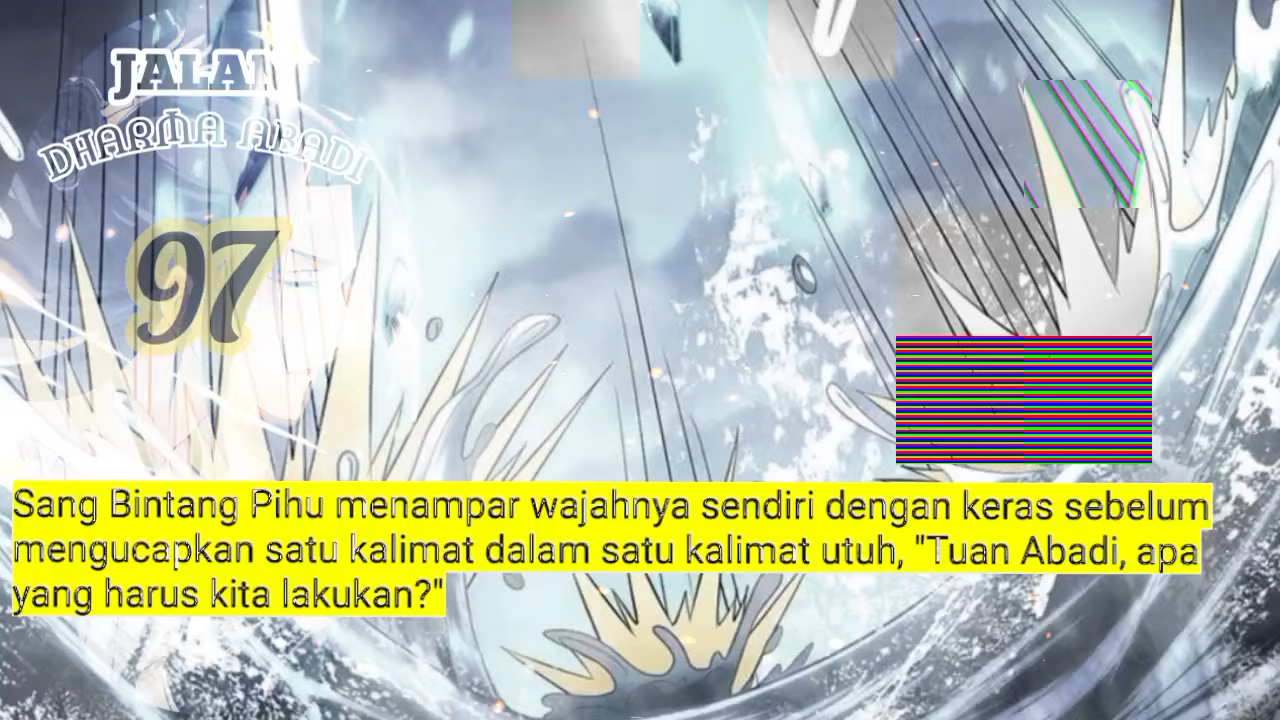 JALAN
DHARMA ABADI
97
Sang Bintang Pihu menampar wajahnya sendiri dengan keras sebelum
mengucapkan satu kalimat dalam satu kalimat utuh, "Tuan Abadi, apa
yang harus kita lakukan?"